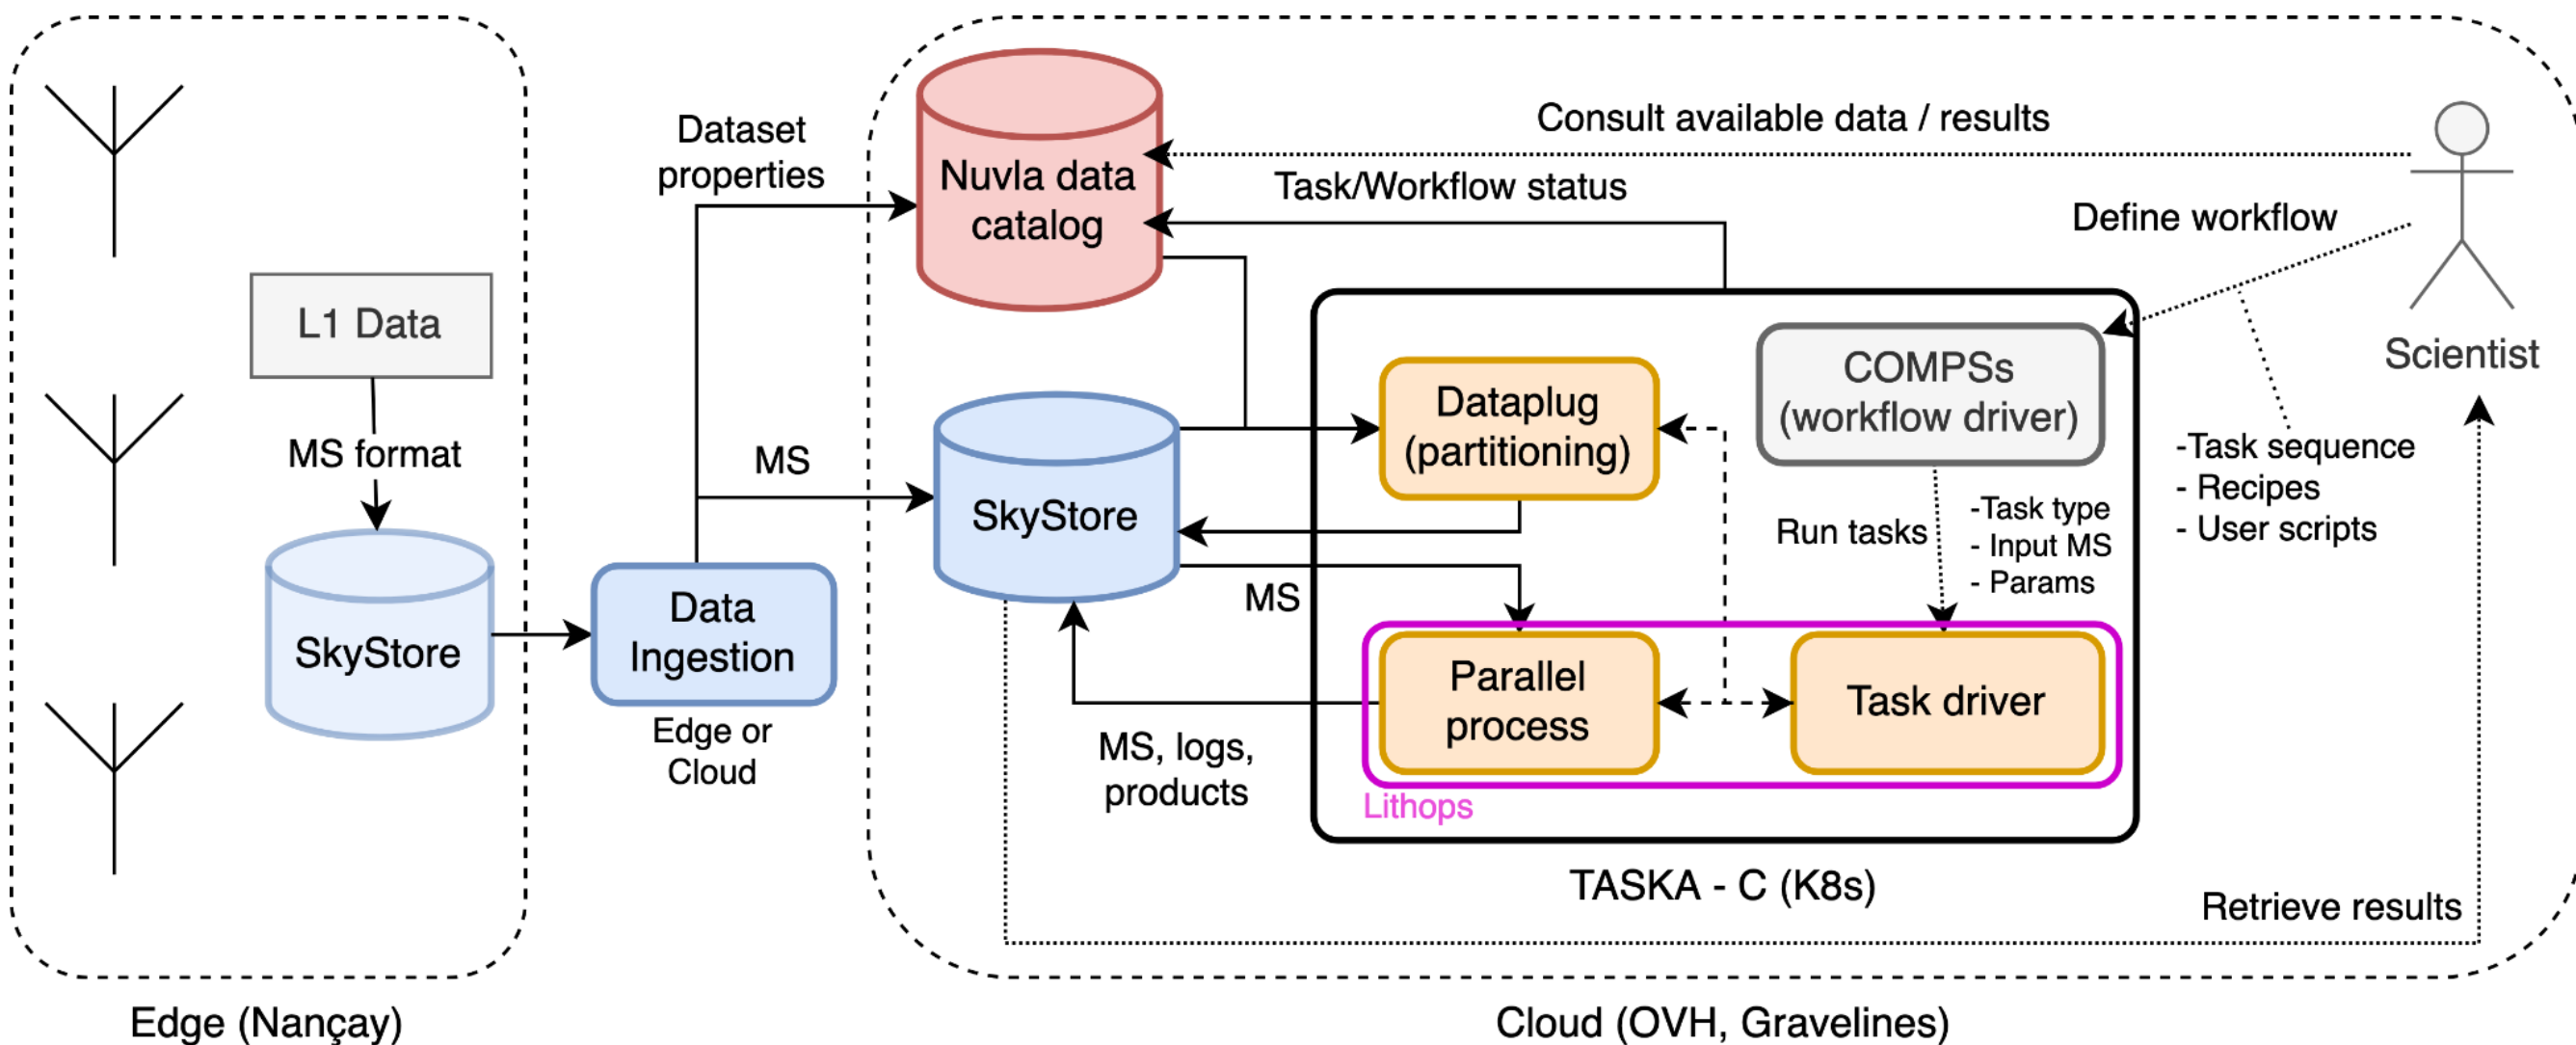 L1 Data
MS format
SkyStore
Edge (Nançay)
Data
Ingestion
Edge or
Cloud
Dataset
properties
MS
Nuvla data
catalog
SkyStore
Consult available data / results
Task/Workflow status
Define workflow
Scientist
-Task sequence
- Recipes
- User scripts
Dataplug
(partitioning)
COMPSs
(workflow driver)
Run tasks
-Task type
- Input MS
- Params
MS
Parallel
process
Task driver
Lithops
MS, logs,
products
TASKA - C (K8s)
Retrieve results
Cloud (OVH, Gravelines)